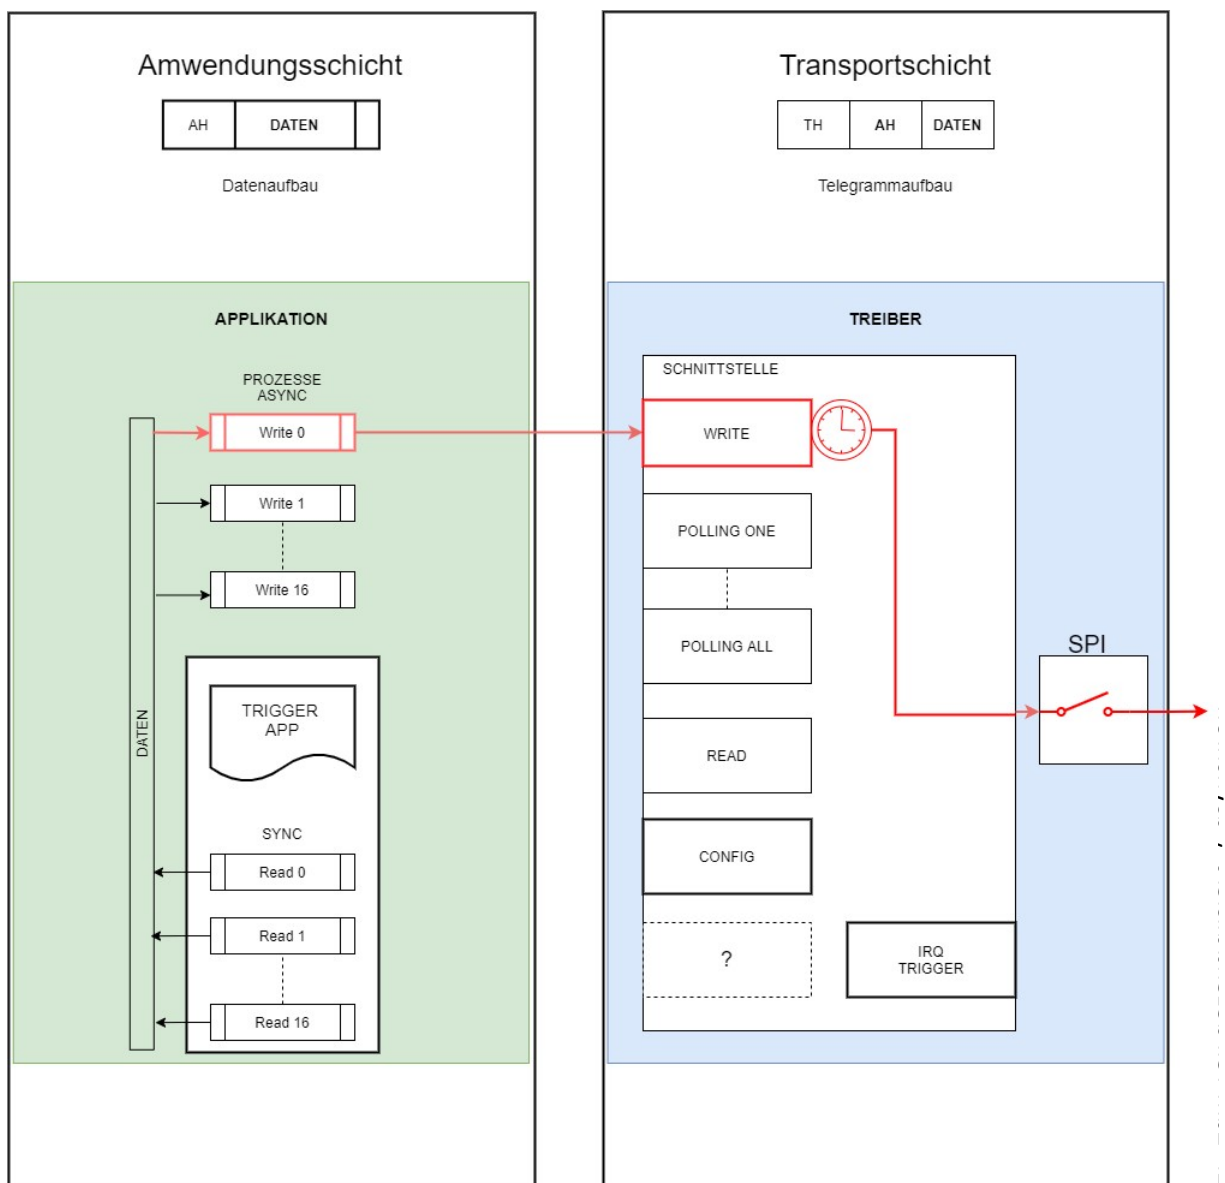 Amwendungsschicht
AH
DATEN
Datenaufbau
APPLIKATION
PROZESSE
ASYNC
Write 0
Write 1
Write 16
DATEN
TRIGGER
APP
SYNC
Read 0
Read 1
Read 16
Transportschicht
TH
AH
DATEN
Telegrammaufbau
TREIBER
SCHNITTSTELLE
WRITE
POLLING ONE
POLLING ALL
READ
CONFIG
?
IRQ
TRIGGER
SPI